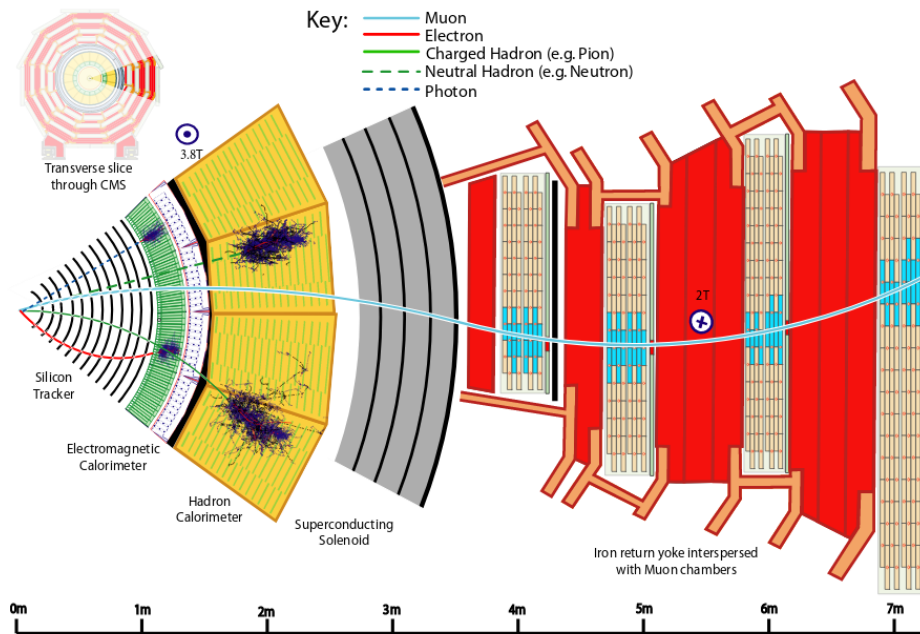 Key:
Muon
Electron
Charged Hadron (e.g. Pion)
Neutral Hadron (e.g. Neutron)
Photon
Transverse slice
through CMS
3.8T
2T
Silicon
Tracker
Electromagnetic
Calorimeter
Hadron
Calorimeter
Superconducting
Solenoid
Iron return yoke interspersed
with Muon chambers
0m 1m 2m 3m 4m 5m 6m 7m